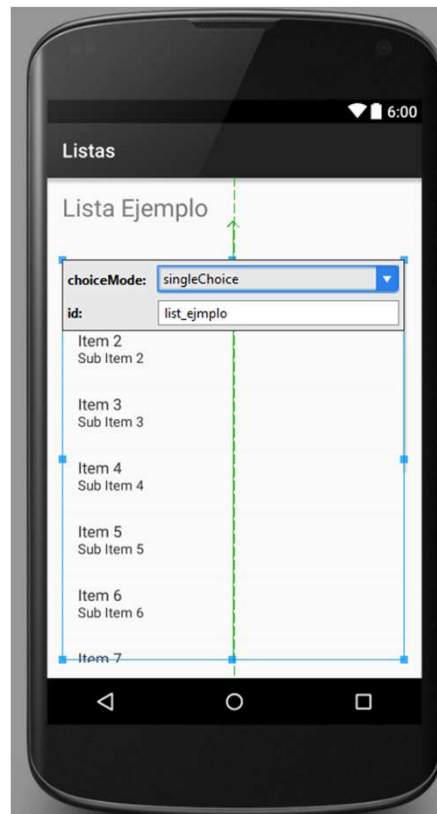 6:00
Listas
Lista Ejemplo
choiceMode: singleChoice
id: list_ejmplo
Item 2
Sub Item 2
Item 3
Sub Item 3
Item 4
Sub Item 4
Item 5
Sub Item 5
Item 6
Sub Item 6
Item 7